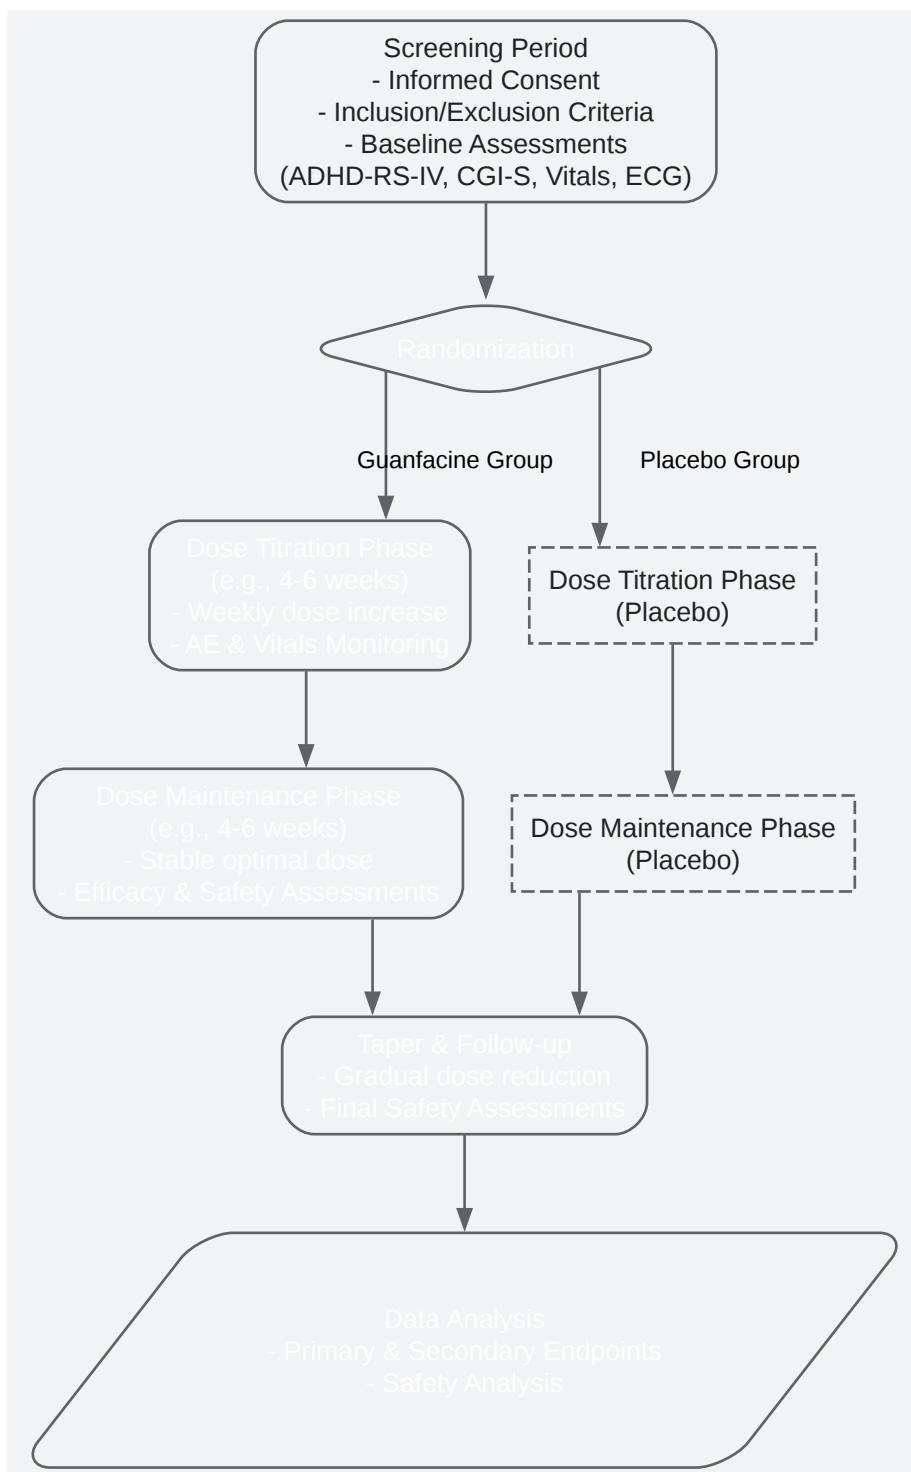 Screening Period
- Informed Consent
- Inclusion/Exclusion Criteria
- Baseline Assessments
(ADHD-RS-IV, CGI-S, Vitals, ECG)
Randomization
Guanfacine Group
Placebo Group
Dose Titration Phase
(e.g., 4-6 weeks)
- Weekly dose increase
- AE & Vitals Monitoring
Dose Titration Phase
(Placebo)
Dose Maintenance Phase
(e.g., 4-6 weeks)
- Stable optimal dose
- Efficacy & Safety Assessments
Dose Maintenance Phase
(Placebo)
Taper & Follow-up
- Gradual dose reduction
- Final Safety Assessments
Data Analysis
- Primary & Secondary Endpoints
- Safety Analysis